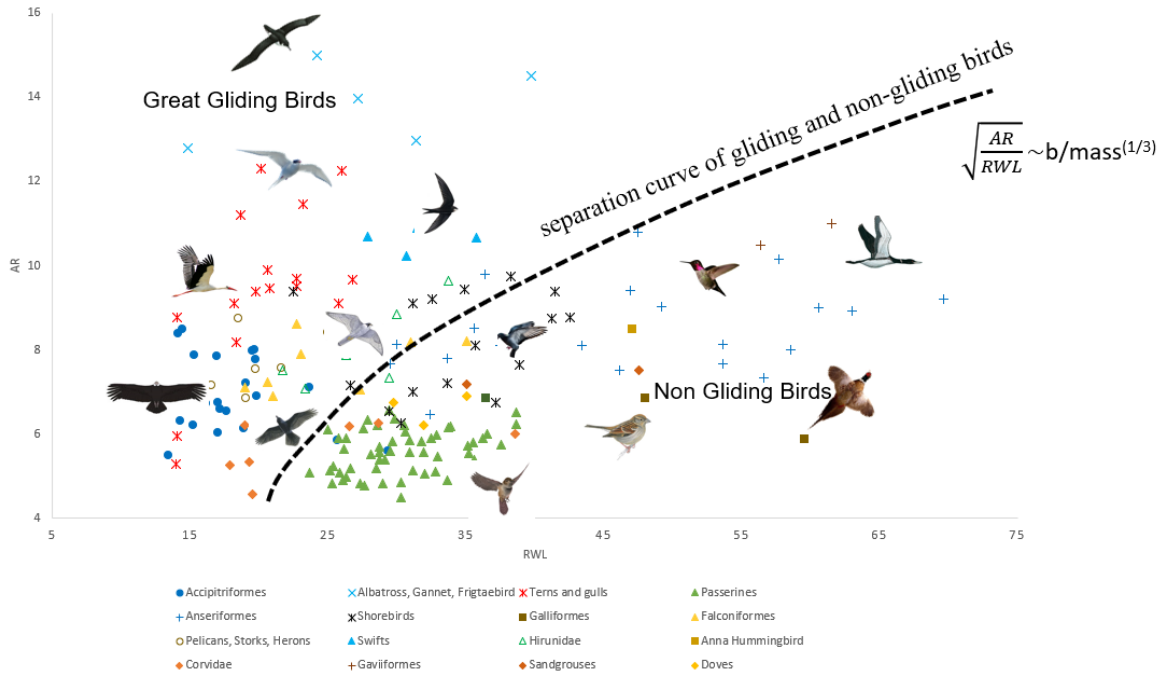 16
14
12
10
8
6
4
AR
5
15
25
35
45
55
65
75
RWL
Great Gliding Birds
separation curve of gliding and non-gliding birds
√(AR/RWL) ~b/mass^(1/3)
Non Gliding Birds
Accipitriformes
Albatross, Gannet, Frigtaebird
Terns and gulls
Passerines
Anseriformes
Shorebirds
Galliformes
Falconiformes
Pelicans, Storks, Herons
Swifts
Hirunidae
Anna Hummingbird
Corvidae
Gaviiformes
Sandgrouses
Doves